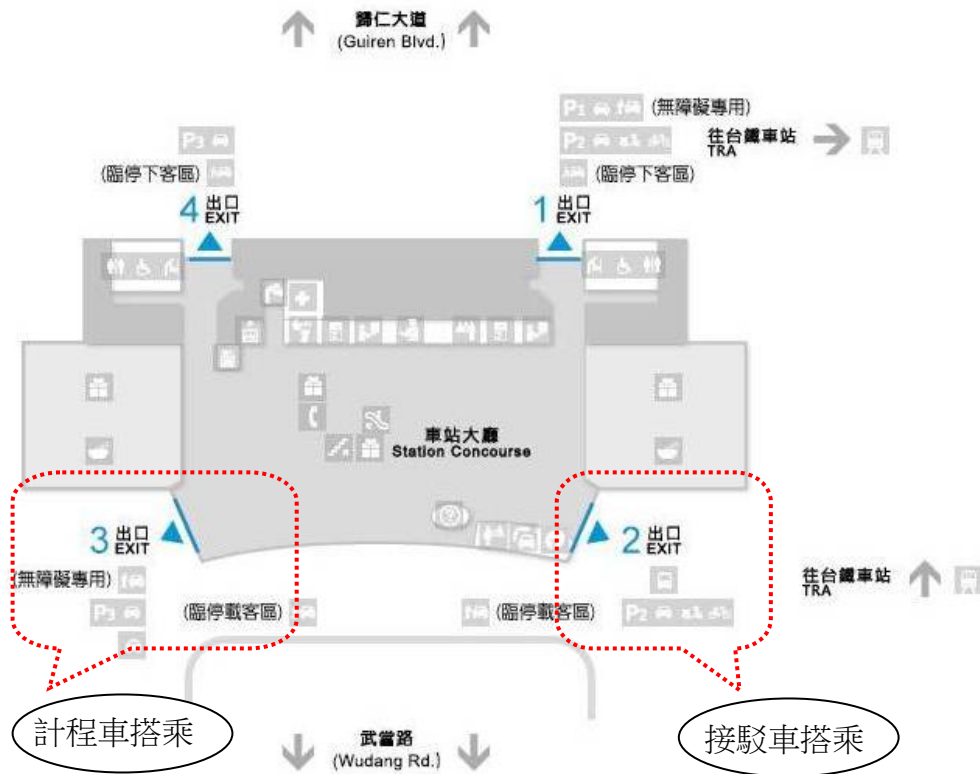 歸仁大道
(Guiren Blvd.)
P1 (無障礙專用)
P3
P2
往台鐵車站
TRA
(臨停下客區)
(臨停下客區)
4 出口
EXIT
1 出口
EXIT
車站大廳
Station Concourse
3 出口
EXIT
2 出口
EXIT
(無障礙專用)
往台鐵車站
TRA
P3
(臨停載客區)
(臨停載客區)
P2
計程車搭乘
武當路
(Wudang Rd.)
接駁車搭乘